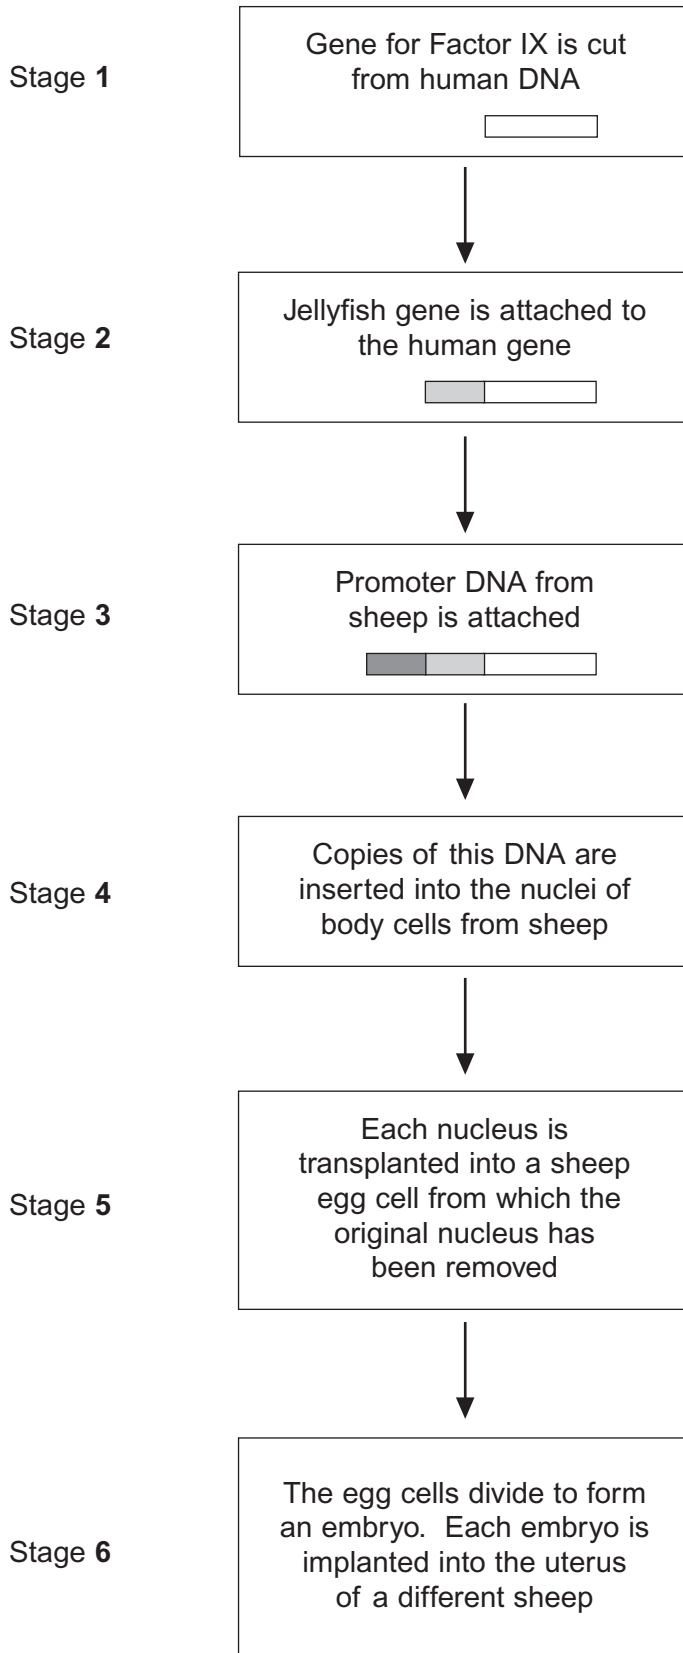 Stage 1
Gene for Factor IX is cut
from human DNA
Stage 2
Jellyfish gene is attached to
the human gene
Stage 3
Promoter DNA from
sheep is attached
Stage 4
Copies of this DNA are
inserted into the nuclei of
body cells from sheep
Stage 5
Each nucleus is
transplanted into a sheep
egg cell from which the
original nucleus has
been removed
Stage 6
The egg cells divide to form
an embryo. Each embryo is
implanted into the uterus
of a different sheep